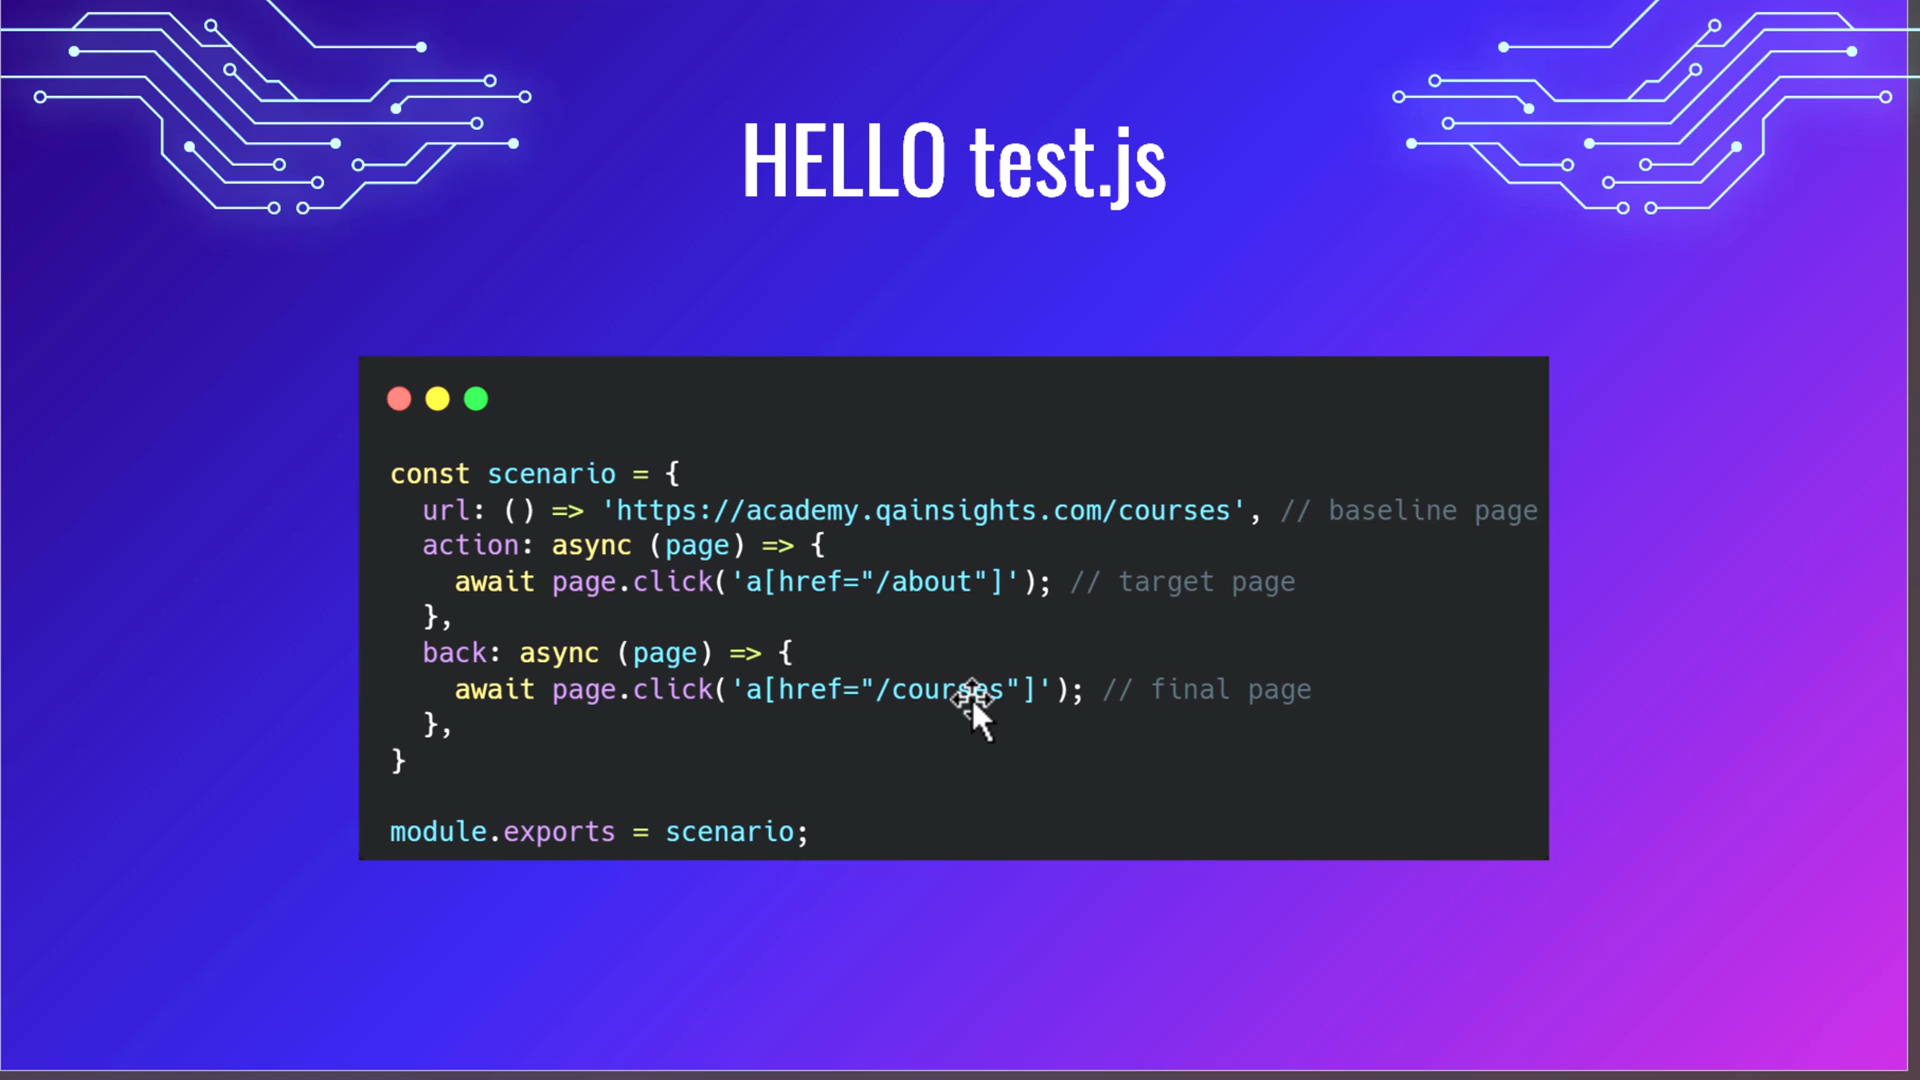 HELLO test.js
const scenario = {
  url: () => 'https://academy.qainsights.com/courses', // baseline page
  action: async (page) => {
    await page.click('a[href="/about"]'); // target page
  },
  back: async (page) => {
    await page.click('a[href="/courses"]'); // final page
  },
}
module.exports = scenario;